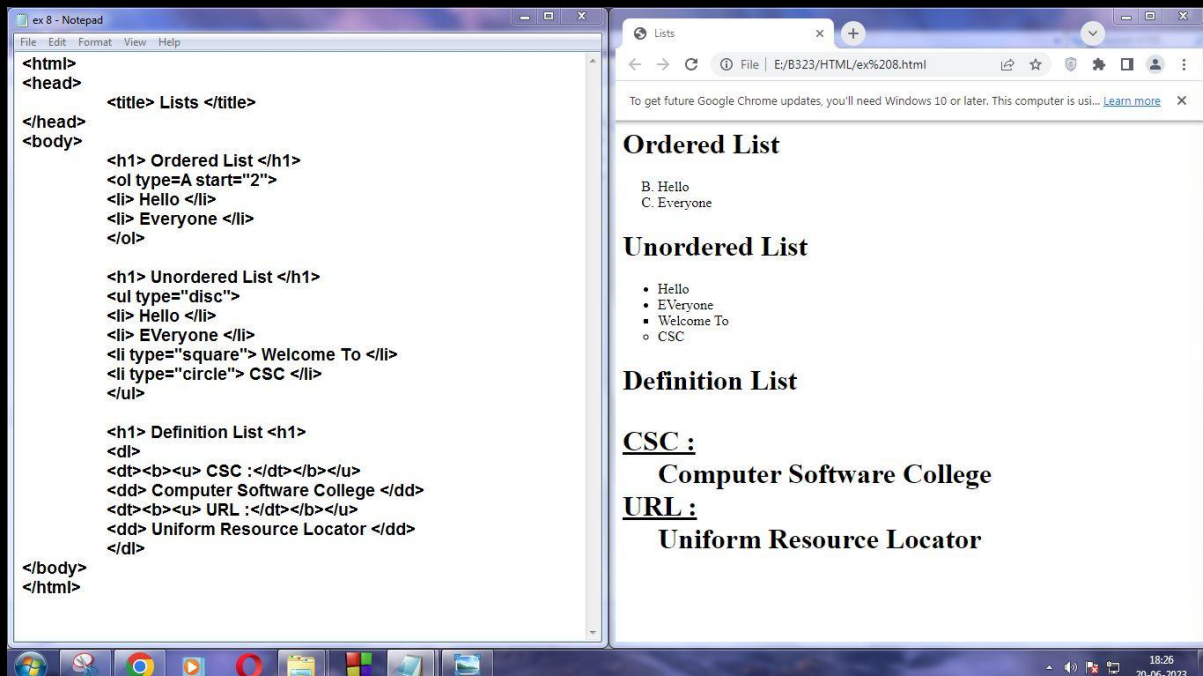 ex 8 - Notepad
File Edit Format View Help
<html>
<head>
<title> Lists </title>
</head>
<body>
<h1> Ordered List </h1>
<ol type=A start="2">
<li> Hello </li>
<li> Everyone </li>
</ol>
<h1> Unordered List </h1>
<ul type="disc">
<li> Hello </li>
<li> EVeryone </li>
<li type="square"> Welcome To </li>
<li type="circle"> CSC </li>
</ul>
<h1> Definition List <h1>
<dl>
<dt><b><u> CSC :</dt></b></u>
<dd> Computer Software College </dd>
<dt><b><u> URL :</dt></b></u>
<dd> Uniform Resource Locator </dd>
</dl>
</body>
</html>
Lists
File | E:/B323/HTML/ex%208.html
To get future Google Chrome updates, you'll need Windows 10 or later. This computer is usi... Learn more
Ordered List
B. Hello
C. Everyone
Unordered List
Hello
EVeryone
Welcome To
CSC
Definition List
CSC :
Computer Software College
URL :
Uniform Resource Locator
18:26
20-06-2023